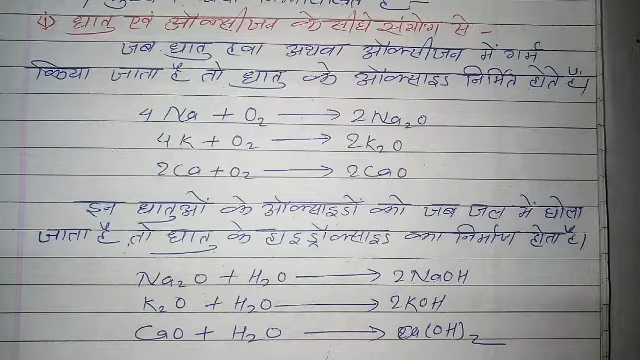 1) धातु एवं ऑक्सीजन के सीधे संयोग से -
जब धातु हवा अथवा ऑक्सीजन में गर्म
किया जाता है तो धातु के ऑक्साइड निर्मित होते हैं।
4Na + O₂ ⟶ 2Na₂O
4K + O₂ ⟶ 2K₂O
2Ca + O₂ ⟶ 2CaO
इन धातुओं के ऑक्साइडों को जब जल में घोला
जाता है तो धातु के हाइड्रॉक्साइड का निर्माण होता है।
Na₂O + H₂O ⟶ 2NaOH
K₂O + H₂O ⟶ 2KOH
CaO + H₂O ⟶ Ca(OH)₂